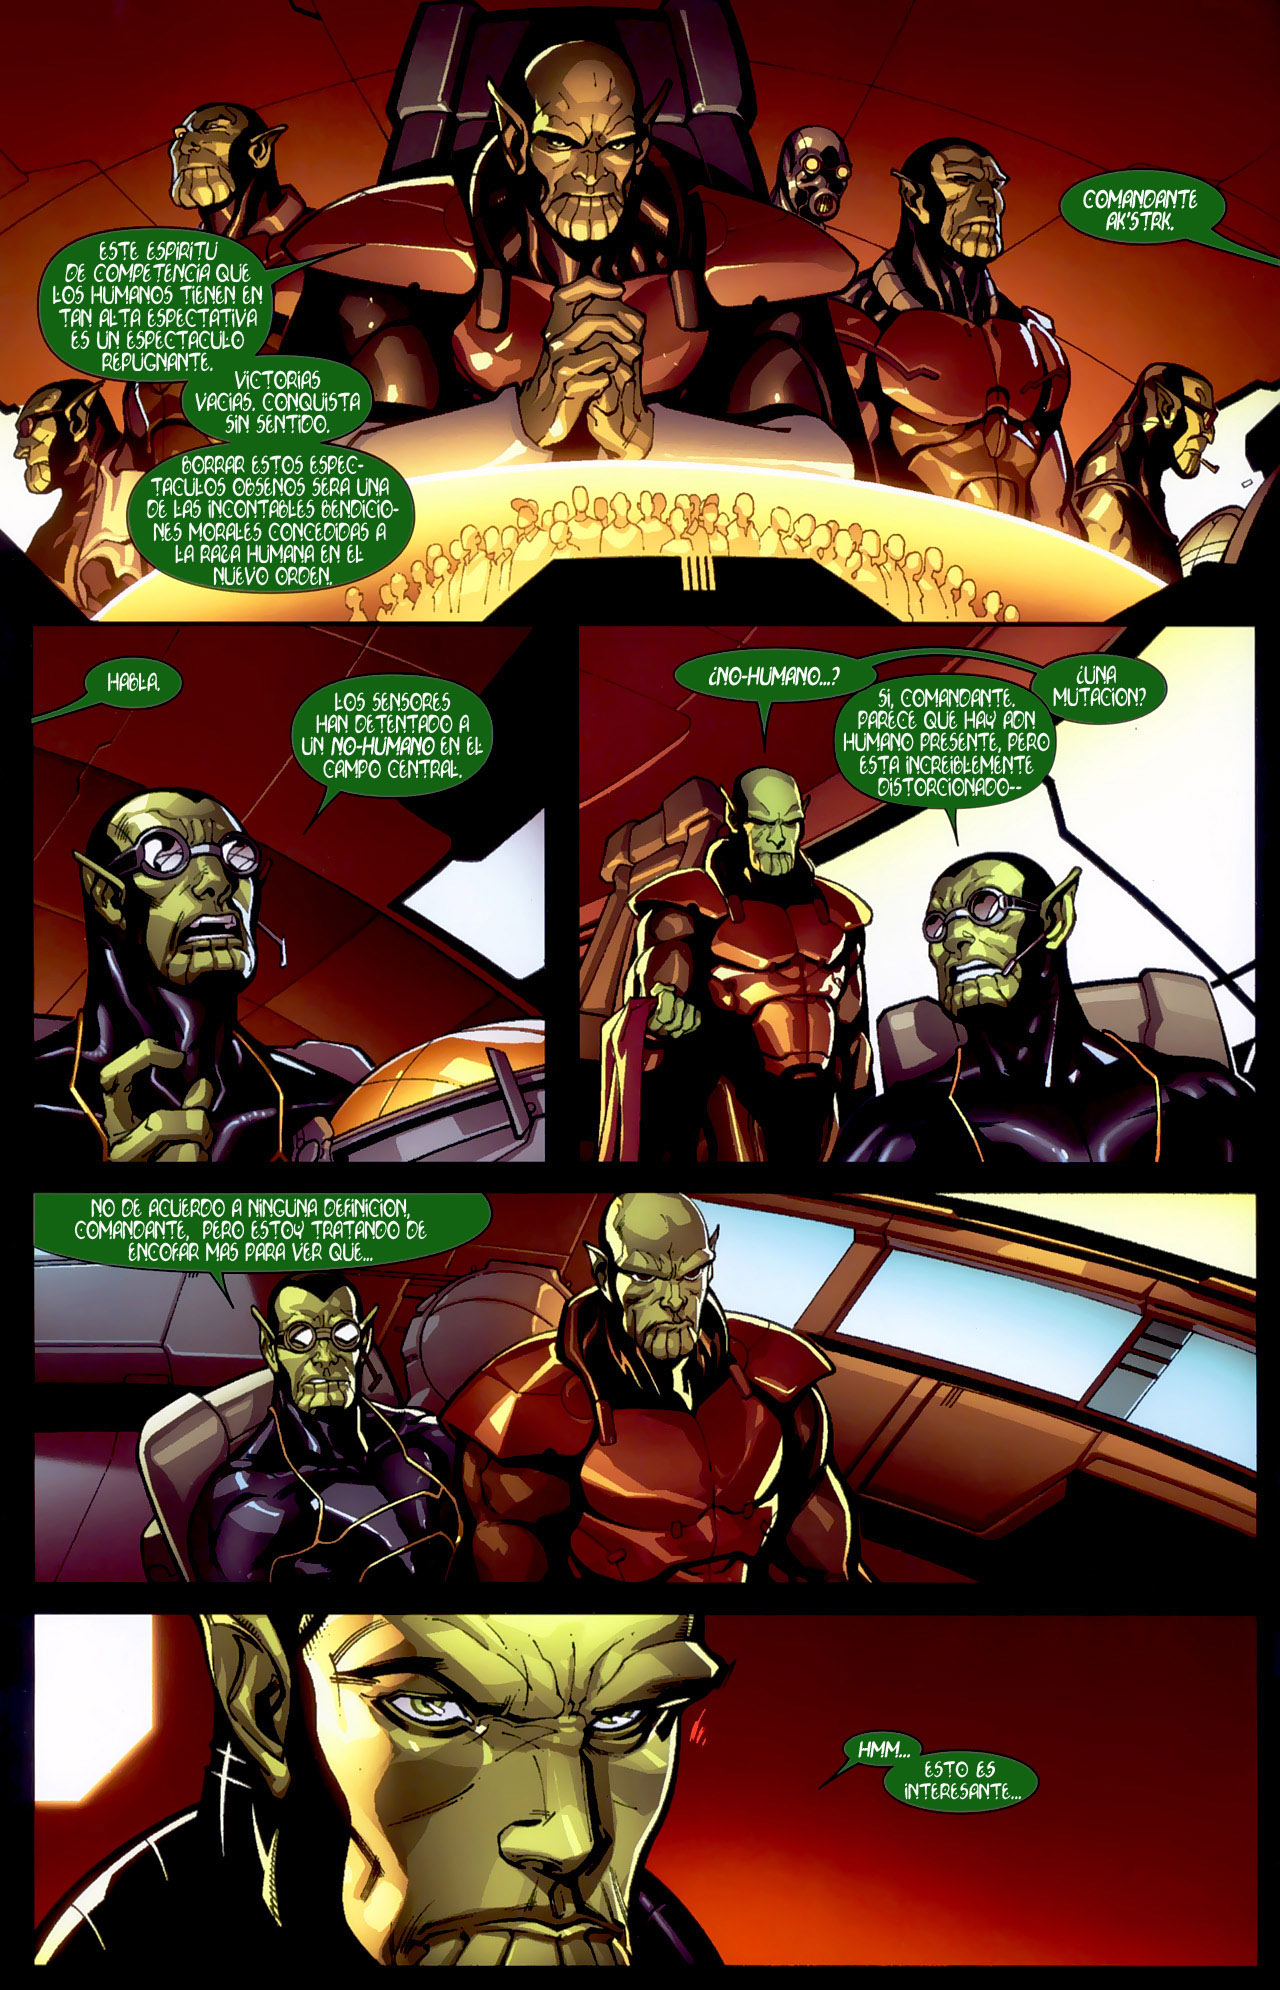 ESTE ESPIRITU
DE COMPETENCIA QUE
LOS HUMANOS TIENEN EN
TAN ALTA ESPECTATIVA
ES UN ESPECTACULO
REPUGNANTE.
VICTORIAS
VACIAS. CONQUISTA
SIN SENTIDO.
BORRAR ESTOS ESPEC-
TACULOS OBSENOS SERA UNA
DE LAS INCONTABLES BENDICIO-
NES MORALES CONCEDIDAS A
LA RAZA HUMANA EN EL
NUEVO ORDEN.
COMANDANTE
AK'STRK.
HABLA.
LOS SENSORES
HAN DETENTADO A
UN NO-HUMANO EN EL
CAMPO CENTRAL.
¿NO-HUMANO...?
SI, COMANDANTE.
PARECE QUE HAY ADN
HUMANO PRESENTE, PERO
ESTA INCREIBLEMENTE
DISTORCIONADO--
¿UNA
MUTACION?
NO DE ACUERDO A NINGUNA DEFINICION,
COMANDANTE, PERO ESTOY TRATANDO DE
ENCOFAR MAS PARA VER QUE...
HMM...
ESTO ES
INTERESANTE...